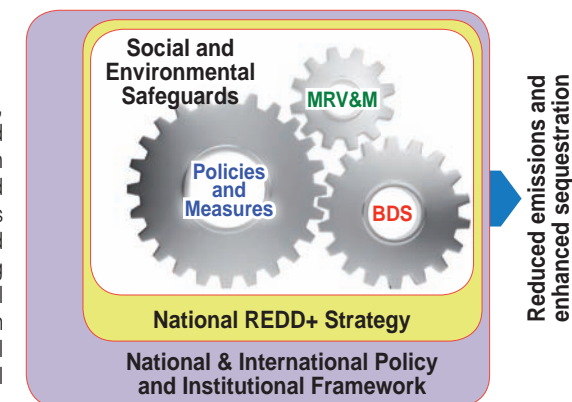 Social and
Environmental
Safeguards
MRV&M
Policies
and
Measures
BDS
National REDD+ Strategy
National & International Policy
and Institutional Framework
Reduced emissions and
enhanced sequestration